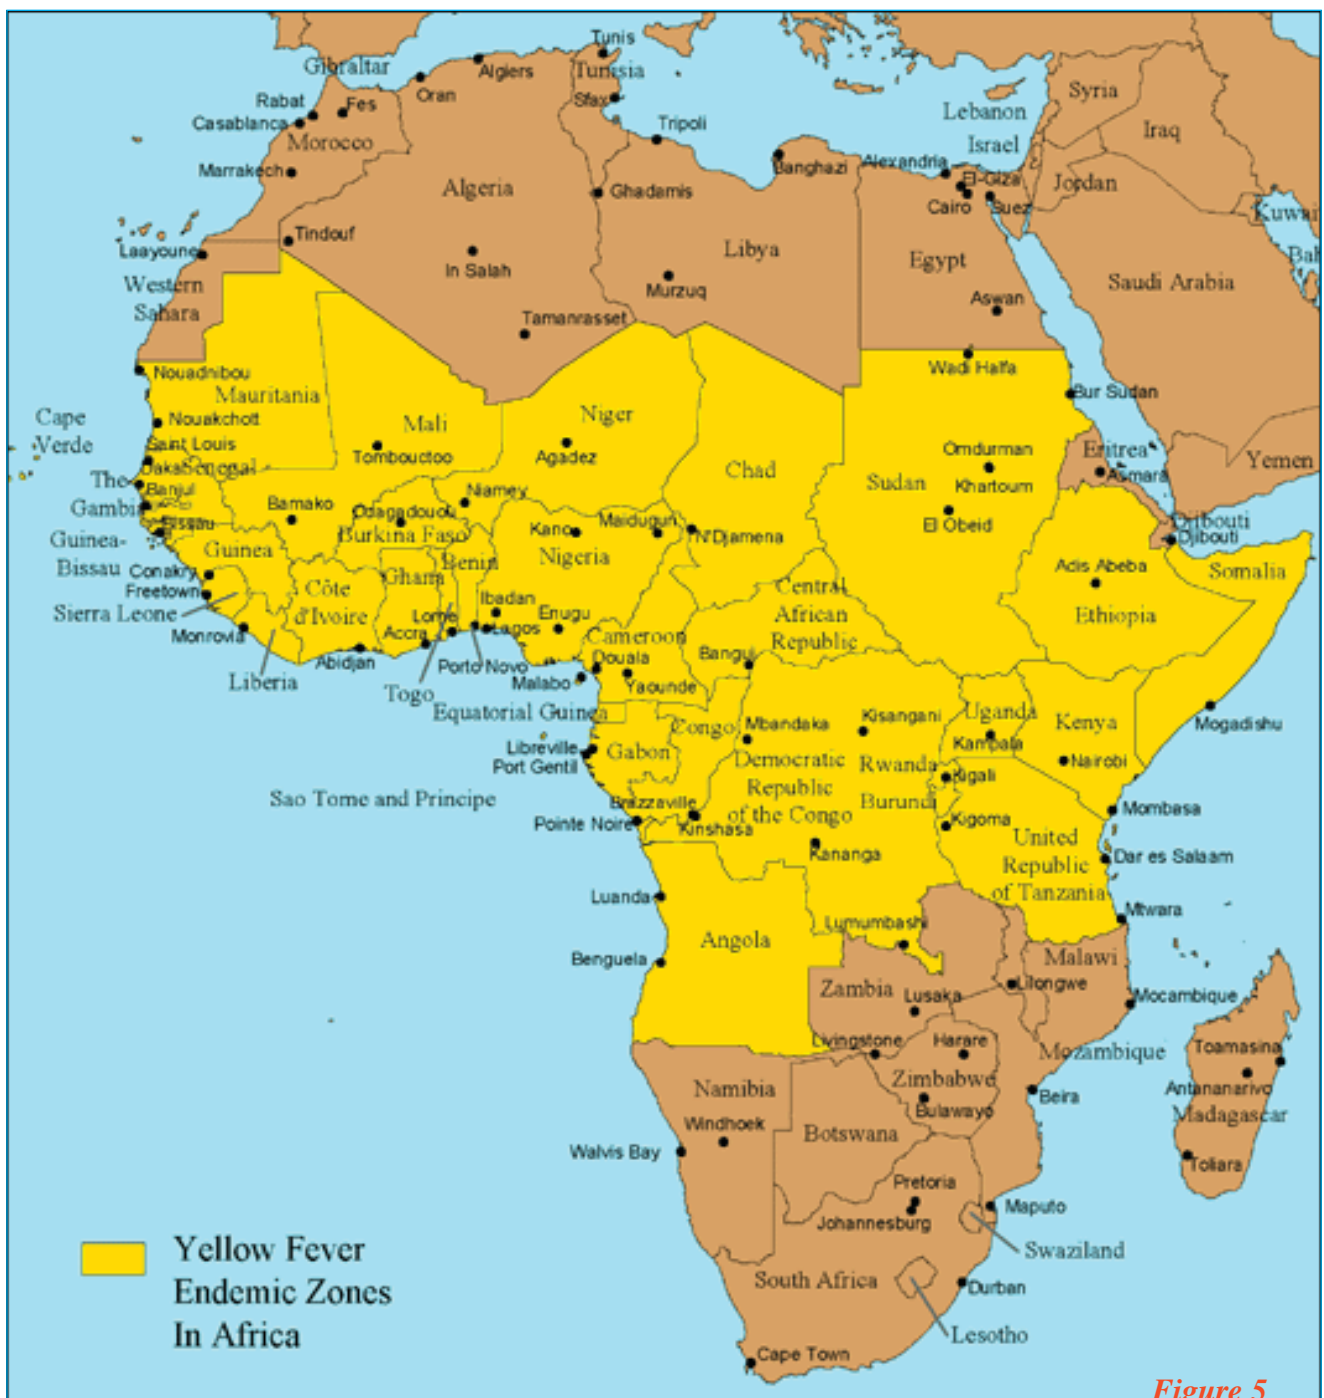 Tunis
Gibraltar
Algiers
Tunisia
Oran
Sfax
Syria
Rabat
Fes
Lebanon
Casablanca
Tripoli
Iraq
Morocco
Israel
Banghazi
Alexandria
Marrakech
Algeria
Ghadamis
El-Giza
Jordan
Cairo
Suez
Kuwai
Tindouf
Laayoune
Libya
Egypt
Bah
In Salah
Western
Sahara
Murzuq
Saudi Arabia
Aswan
Tamanrasset
Nouadhibou
Wadi Halfa
Mauritania
Bur Sudan
Cape
Verde
Nouakchott
Mali
Niger
Saint Louis
Tombouctoo
Agadez
Omdurman
Eritrea
Yemen
Dakar
Senegal
Chad
Sudan
Asmara
The
Gambia
Banjul
Niamey
Khartoum
Bamako
Odagadouou
El Obeid
Djibouti
Bissau
Burkina Faso
Kano
Maidugun
N'Djamena
Djibouti
Guinea-
Bissau
Guinea
Benin
Nigeria
Conakry
Ghana
Adis Abeba
Somalia
Freetown
Côte
d'Ivoire
Central
African
Republic
Sierra Leone
Ibadan
Enugu
Ethiopia
Lome
Lagos
Monrovia
Accra
Cameroon
Abidjan
Porto Novo
Douala
Bangui
Liberia
Togo
Malabo
Yaounde
Equatorial Guinea
Uganda
Kenya
Mogadishu
Congo
Mbandaka
Kisangani
Kampala
Libreville
Gabon
Port Gentil
Democratic
Republic
of the Congo
Rwanda
Nairobi
Kigali
Sao Tome and Principe
Burundi
Brazzaville
Mombasa
Pointe Noire
Kinshasa
Kigoma
United
Republic
of Tanzania
Kananga
Dar es Salaam
Luanda
Mtwara
Lumumbashi
Angola
Benguela
Malawi
Zambia
Lilongwe
Lusaka
Mocambique
Livingstone
Harare
Mozambique
Toamasina
Namibia
Zimbabwe
Antananarivo
Bulawayo
Beira
Madagascar
Windhoek
Botswana
Walvis Bay
Toliara
Pretoria
Johannesburg
Maputo
Swaziland
South Africa
Durban
Lesotho
Cape Town
Yellow Fever
Endemic Zones
In Africa
Figure 5